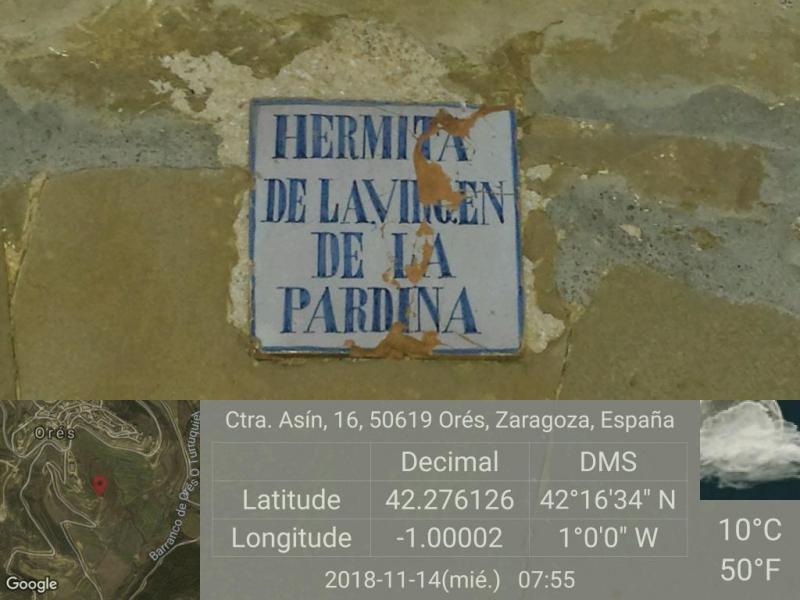 HERMITA
DE LA VIRGEN
DE LA
PARDINA
Ctra. Asín, 16, 50619 Orés, Zaragoza, España
Decimal DMS
Latitude 42.276126 42°16'34" N
Longitude -1.00002 1°0'0" W
2018-11-14(mié.) 07:55
10°C
50°F
Orés
Barranco de
Google